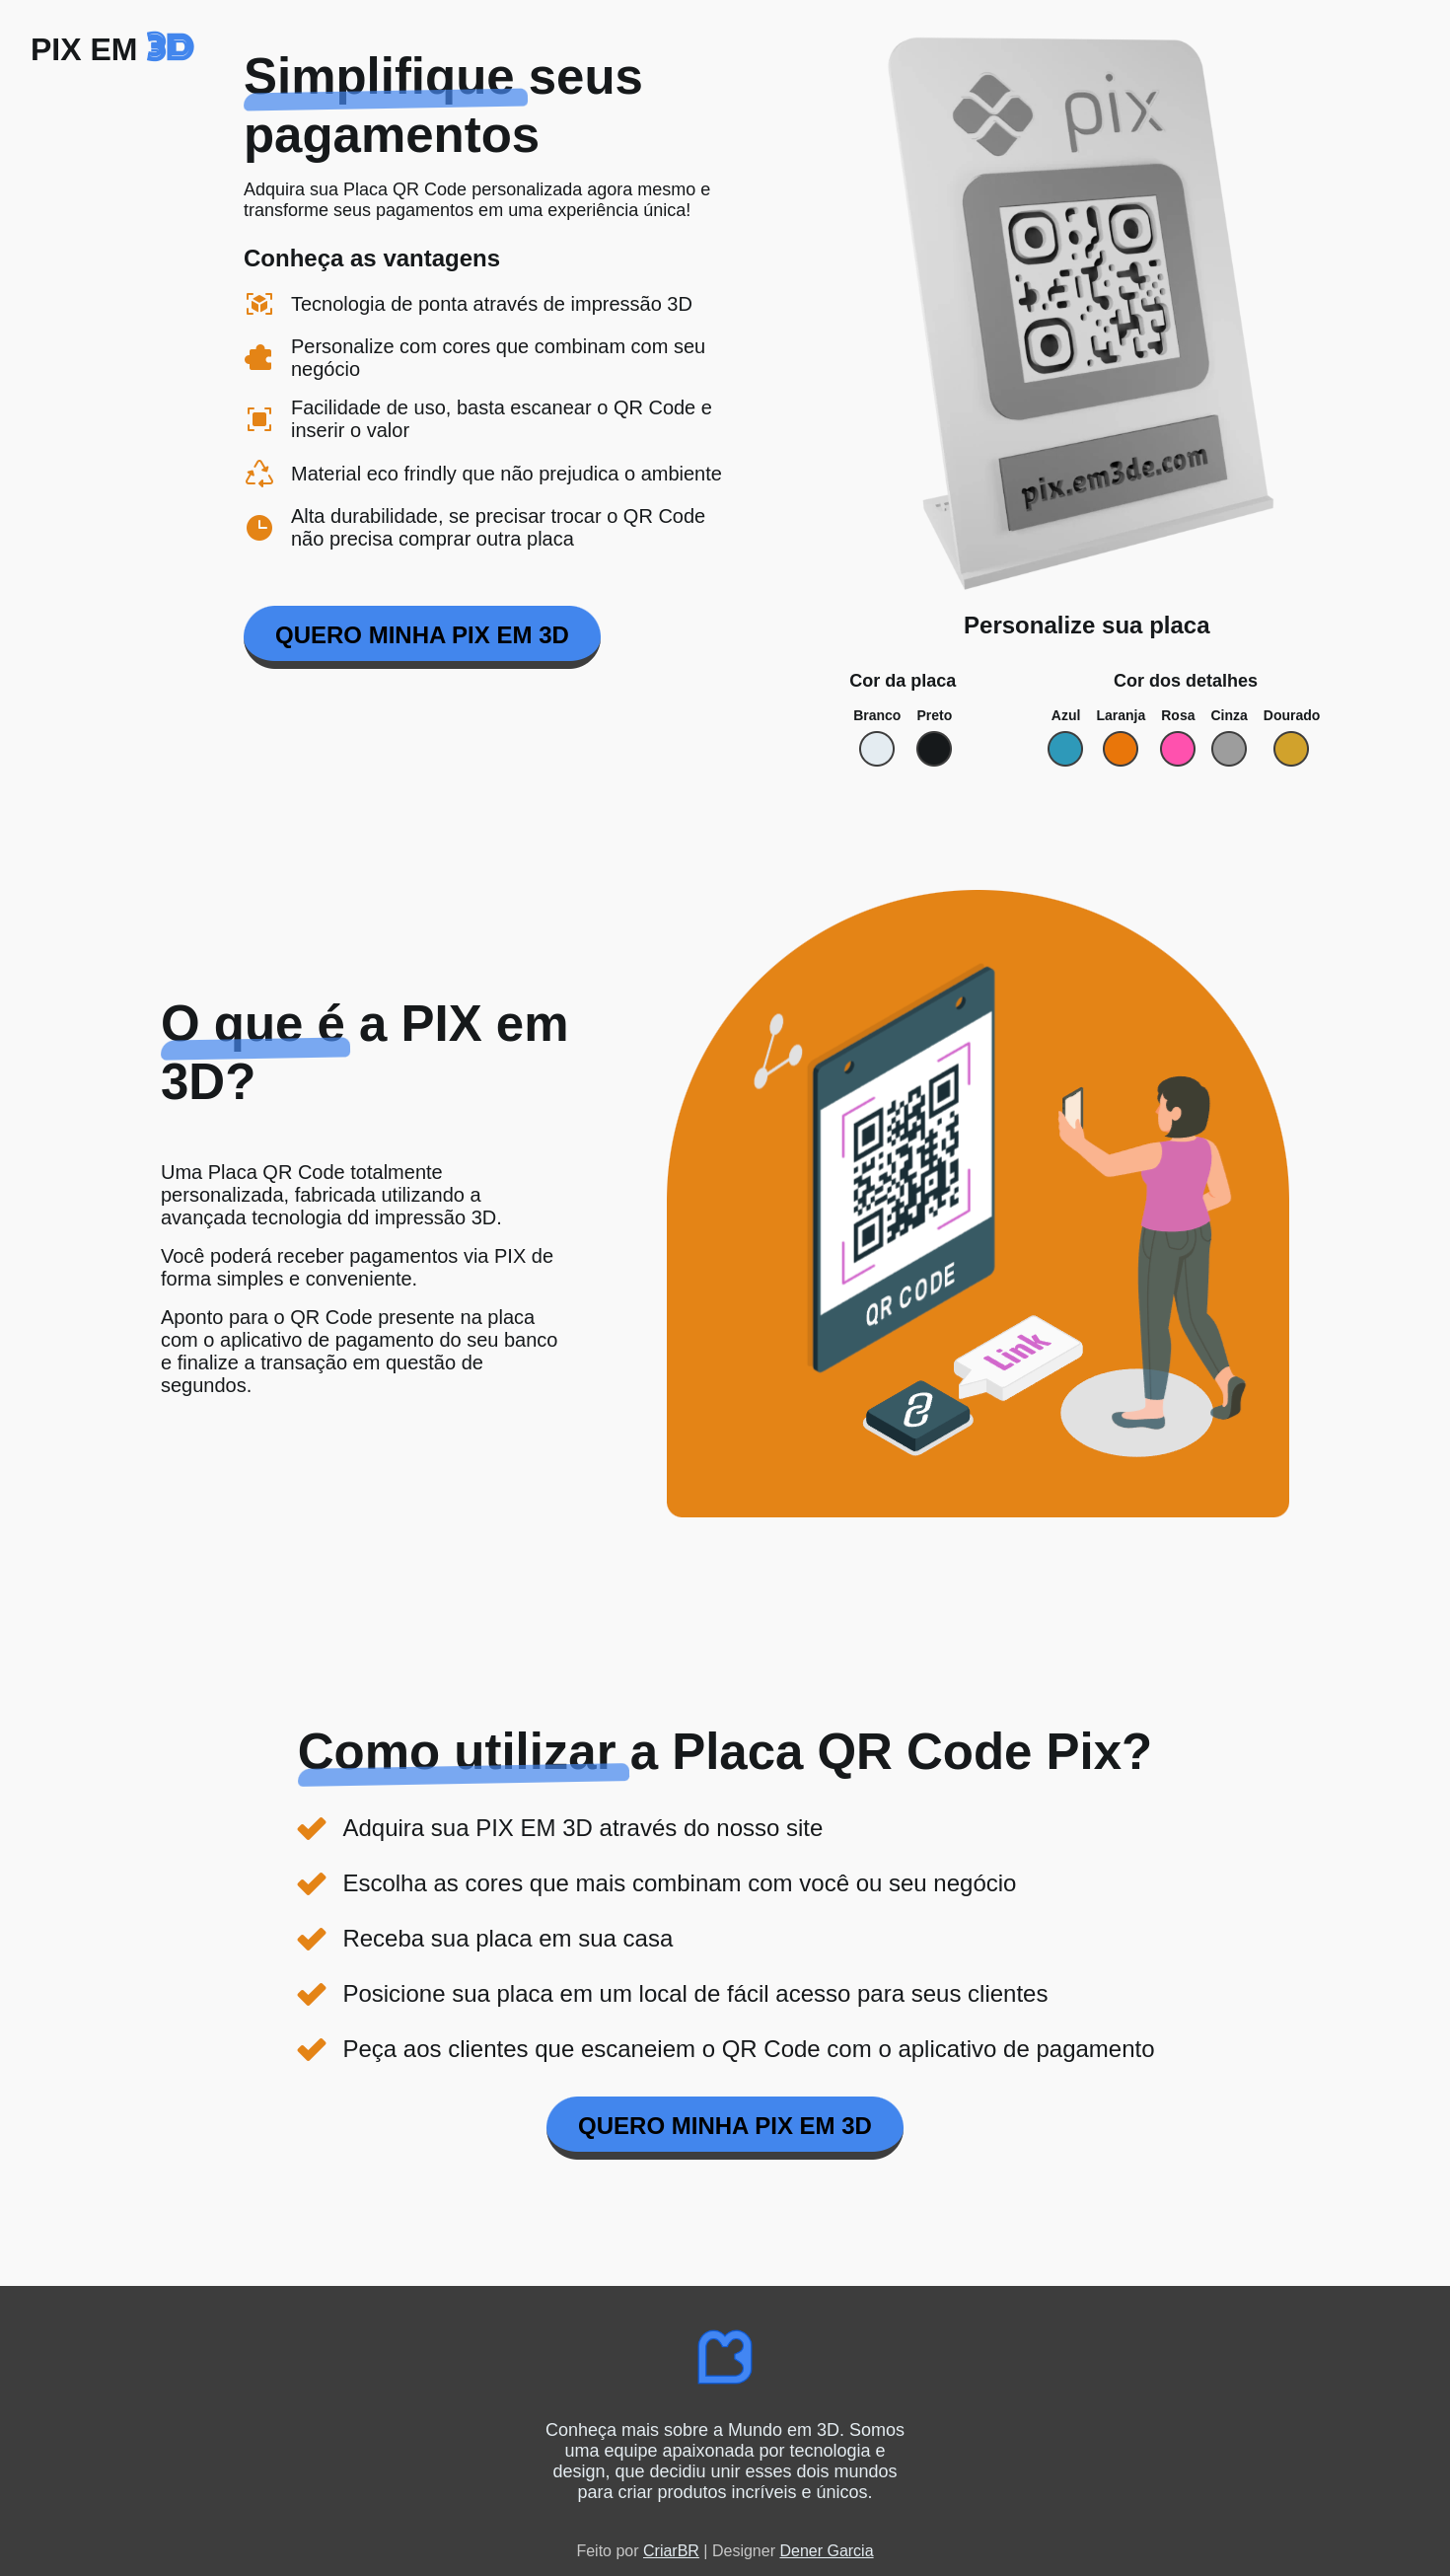 PIX EM 3D
Simplifique seus
pagamentos
Adquira sua Placa QR Code personalizada agora mesmo e
transforme seus pagamentos em uma experiência única!
Conheça as vantagens
Tecnologia de ponta através de impressão 3D
Personalize com cores que combinam com seu
negócio
Facilidade de uso, basta escanear o QR Code e
inserir o valor
Material eco frindly que não prejudica o ambiente
Alta durabilidade, se precisar trocar o QR Code
não precisa comprar outra placa
QUERO MINHA PIX EM 3D
pix
pix.em3de.com
Personalize sua placa
Cor da placa
Branco Preto
Cor dos detalhes
Azul Laranja Rosa Cinza Dourado
O que é a PIX em
3D?
Uma Placa QR Code totalmente
personalizada, fabricada utilizando a
avançada tecnologia dd impressão 3D.
Você poderá receber pagamentos via PIX de
forma simples e conveniente.
Aponto para o QR Code presente na placa
com o aplicativo de pagamento do seu banco
e finalize a transação em questão de
segundos.
QR CODE
Link
Como utilizar a Placa QR Code Pix?
Adquira sua PIX EM 3D através do nosso site
Escolha as cores que mais combinam com você ou seu negócio
Receba sua placa em sua casa
Posicione sua placa em um local de fácil acesso para seus clientes
Peça aos clientes que escaneiem o QR Code com o aplicativo de pagamento
QUERO MINHA PIX EM 3D
Conheça mais sobre a Mundo em 3D. Somos
uma equipe apaixonada por tecnologia e
design, que decidiu unir esses dois mundos
para criar produtos incríveis e únicos.
Feito por CriarBR | Designer Dener Garcia